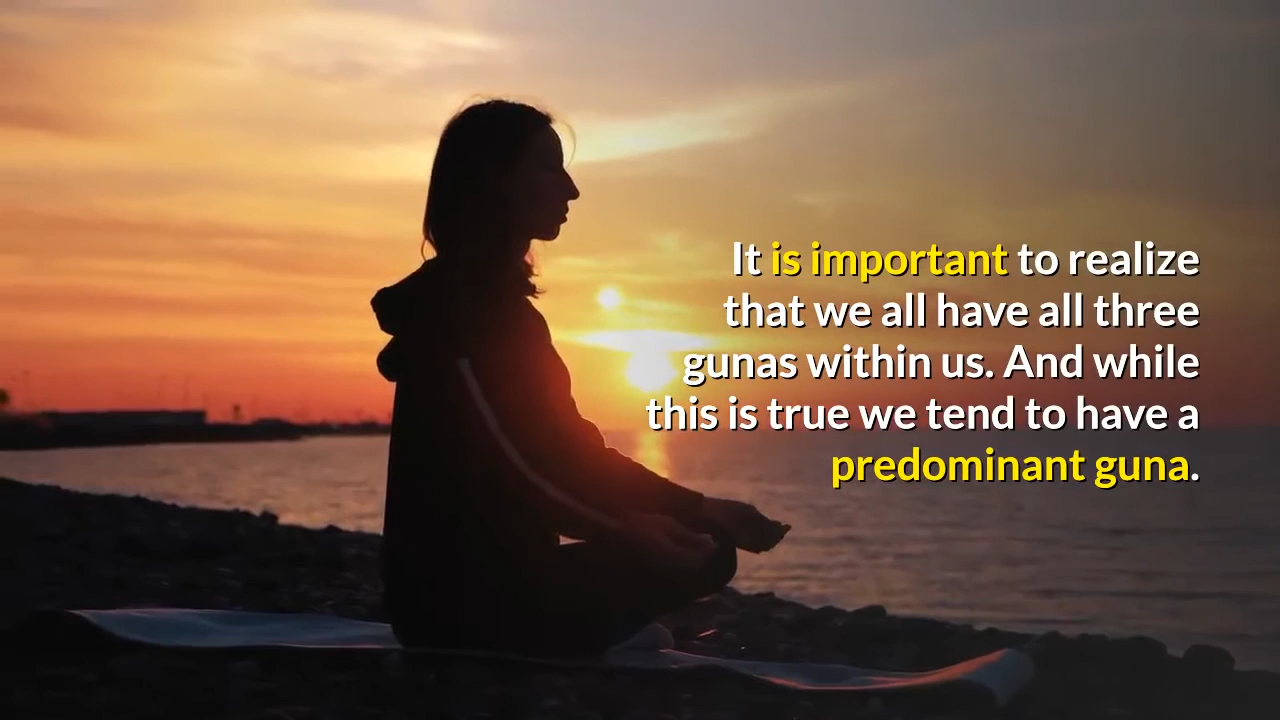 It is important to realize
that we all have all three
gunas within us. And while
this is true we tend to have a
predominant guna.